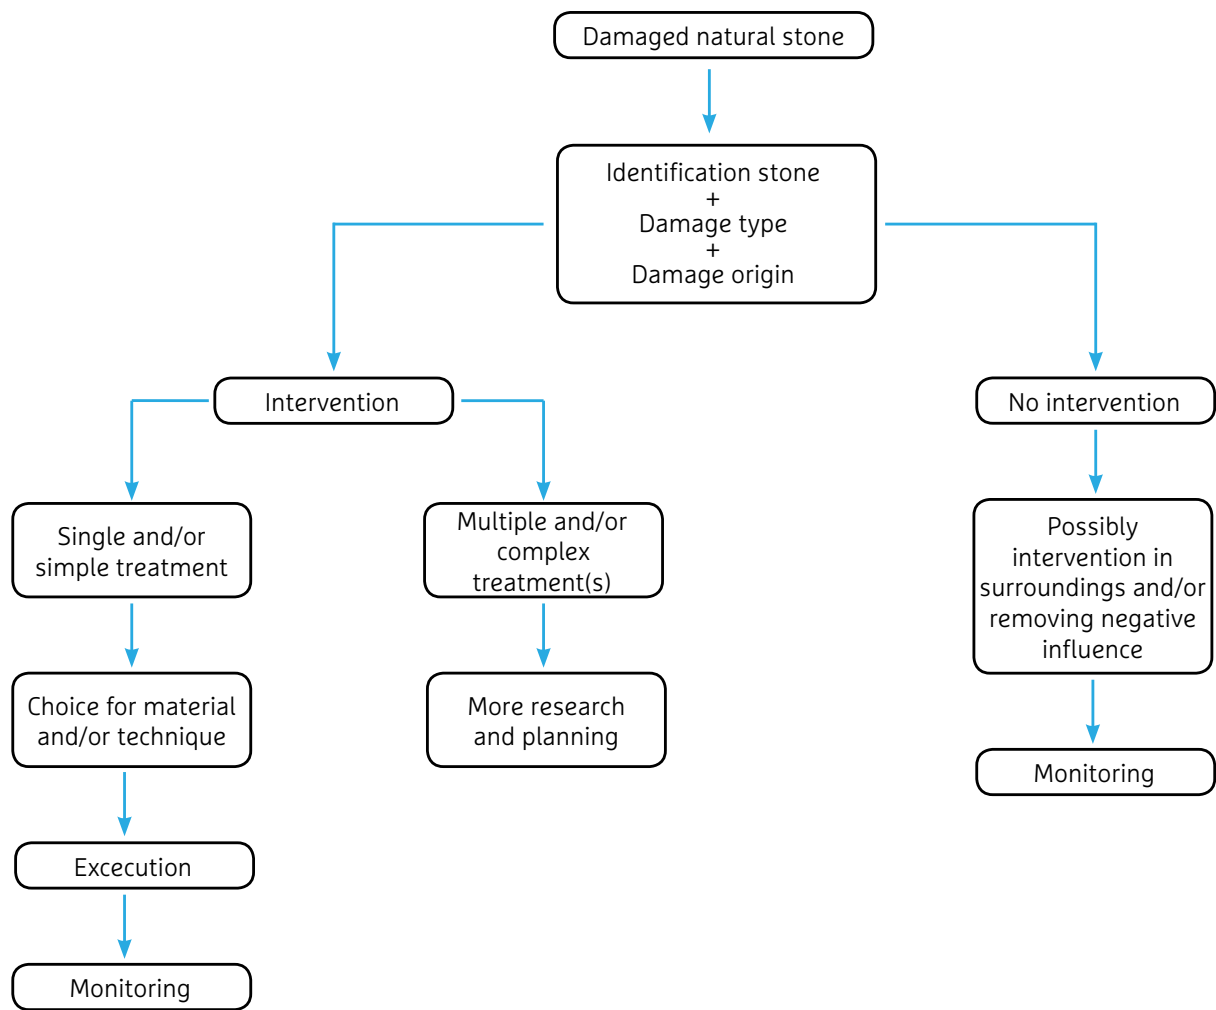 Damaged natural stone
Identification stone
+
Damage type
+
Damage origin
Intervention
No intervention
Single and/or
simple treatment
Multiple and/or
complex
treatment(s)
Possibly
intervention in
surroundings and/or
removing negative
influence
Choice for material
and/or technique
More research
and planning
Monitoring
Excecution
Monitoring